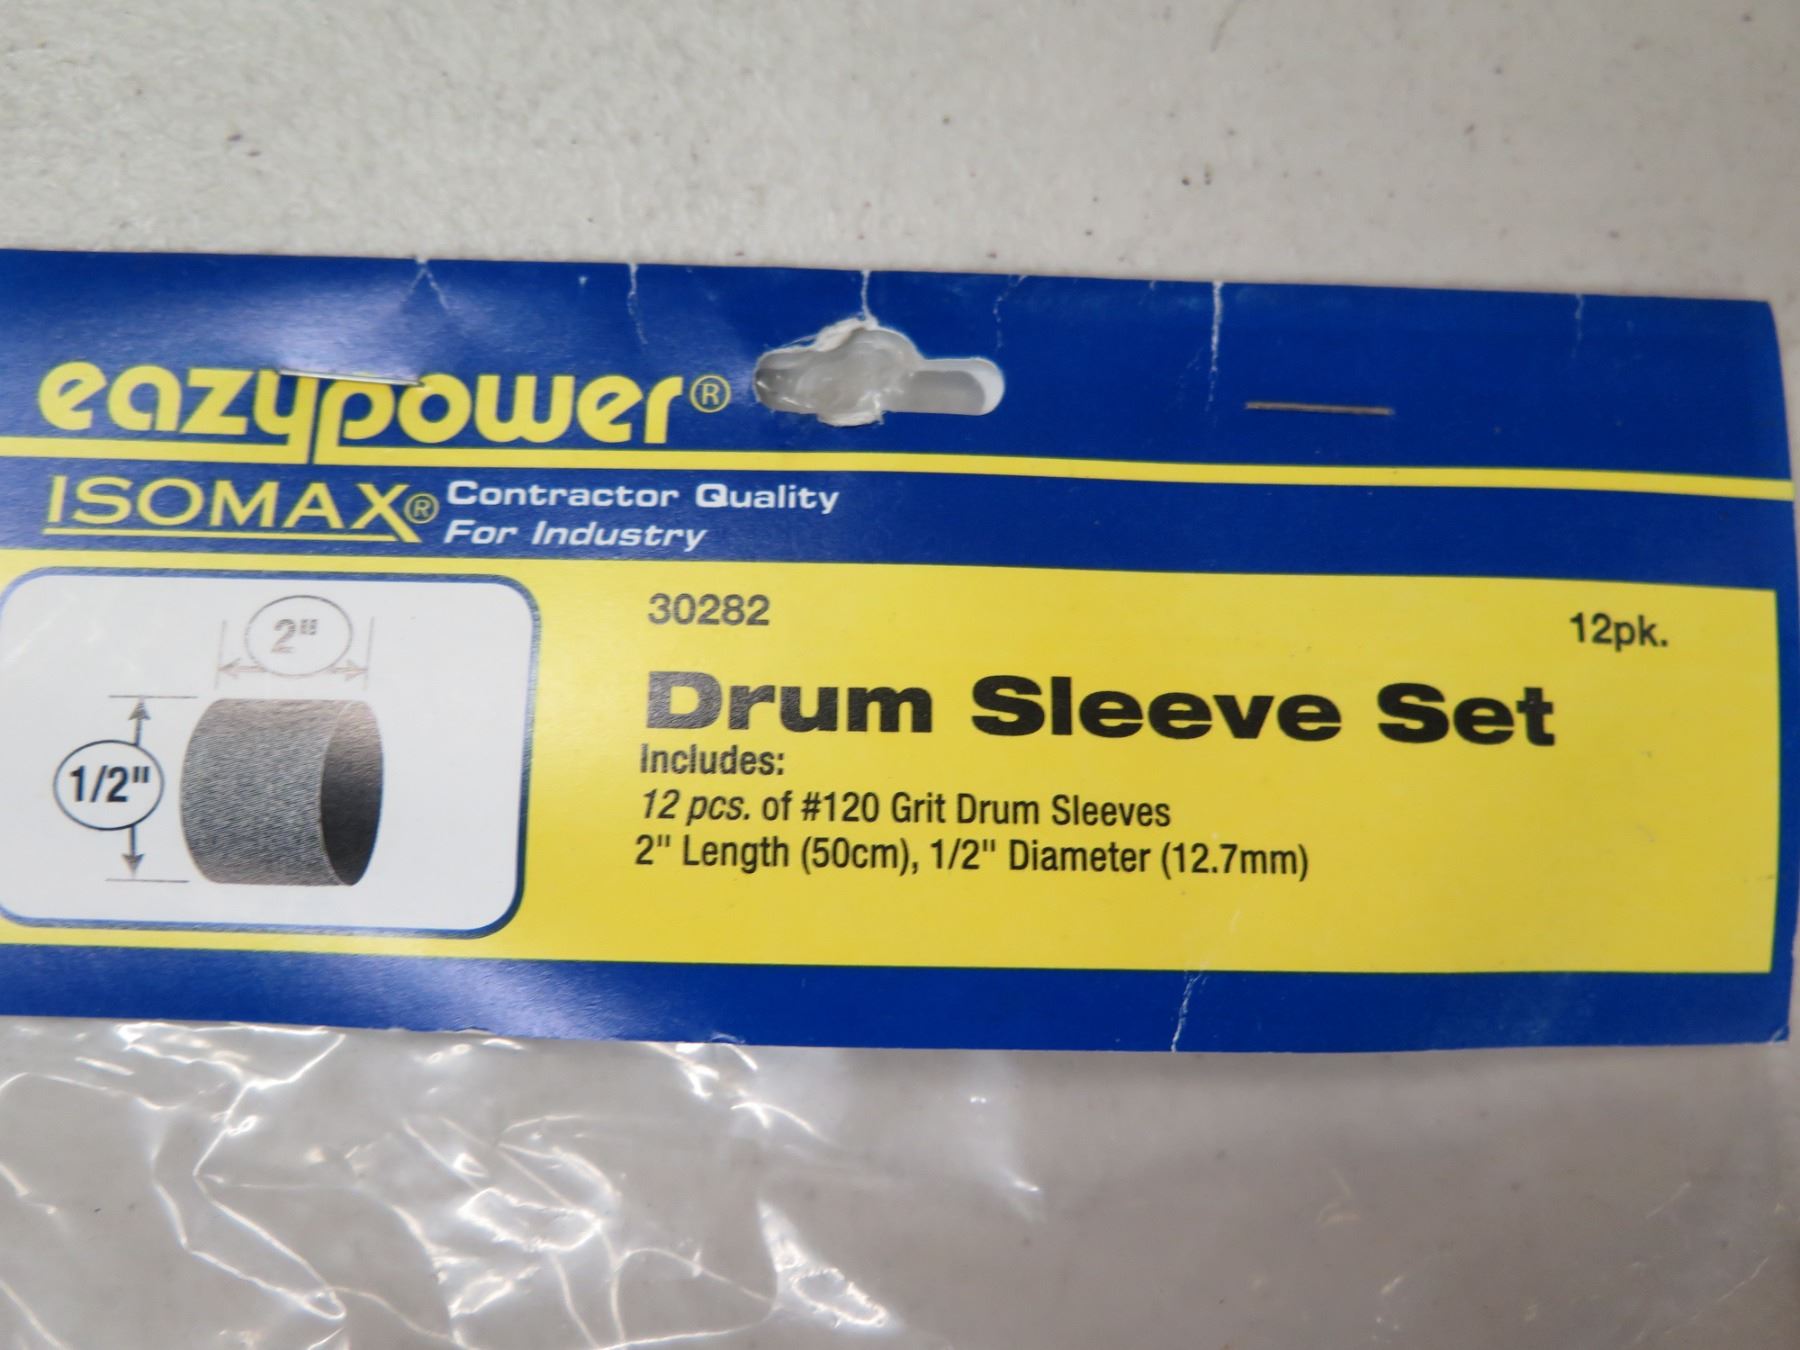 eazypower®
ISOMAX® Contractor Quality
For Industry
2"
1/2"
30282
12pk.
Drum Sleeve Set
Includes:
12 pcs. of #120 Grit Drum Sleeves
2" Length (50cm), 1/2" Diameter (12.7mm)